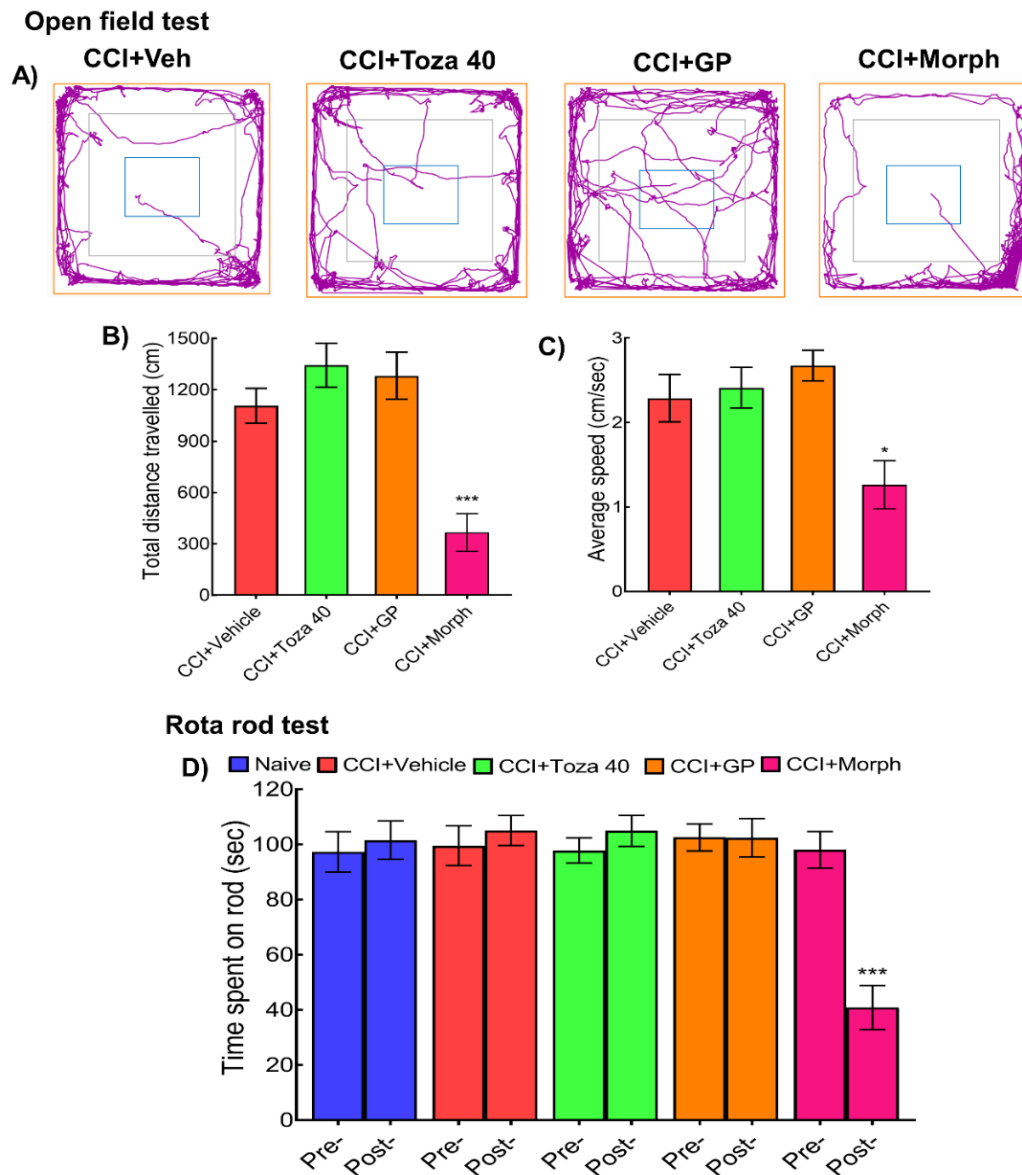 Open field test
CCI+Veh CCI+Toza 40 CCI+GP CCI+Morph
A)
B)
Total distance travelled (cm)
1500
1200
900
600
300
0
***
CCI+Vehicle
CCI+Toza 40
CCI+GP
CCI+Morph
C)
Average speed (cm/sec)
3
2
1
0
*
CCI+Vehicle
CCI+Toza 40
CCI+GP
CCI+Morph
Rota rod test
D) Naive CCI+Vehicle CCI+Toza 40 CCI+GP CCI+Morph
Time spent on rod (sec)
120
100
80
60
40
20
0
***
Pre- Post- Pre- Post- Pre- Post- Pre- Post- Pre- Post-